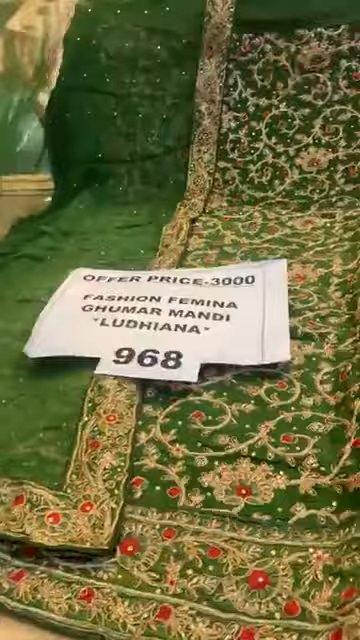 OFFER PRICE-3000
FASHION FEMINA
GHUMAR MANDI
*LUDHIANA*
968